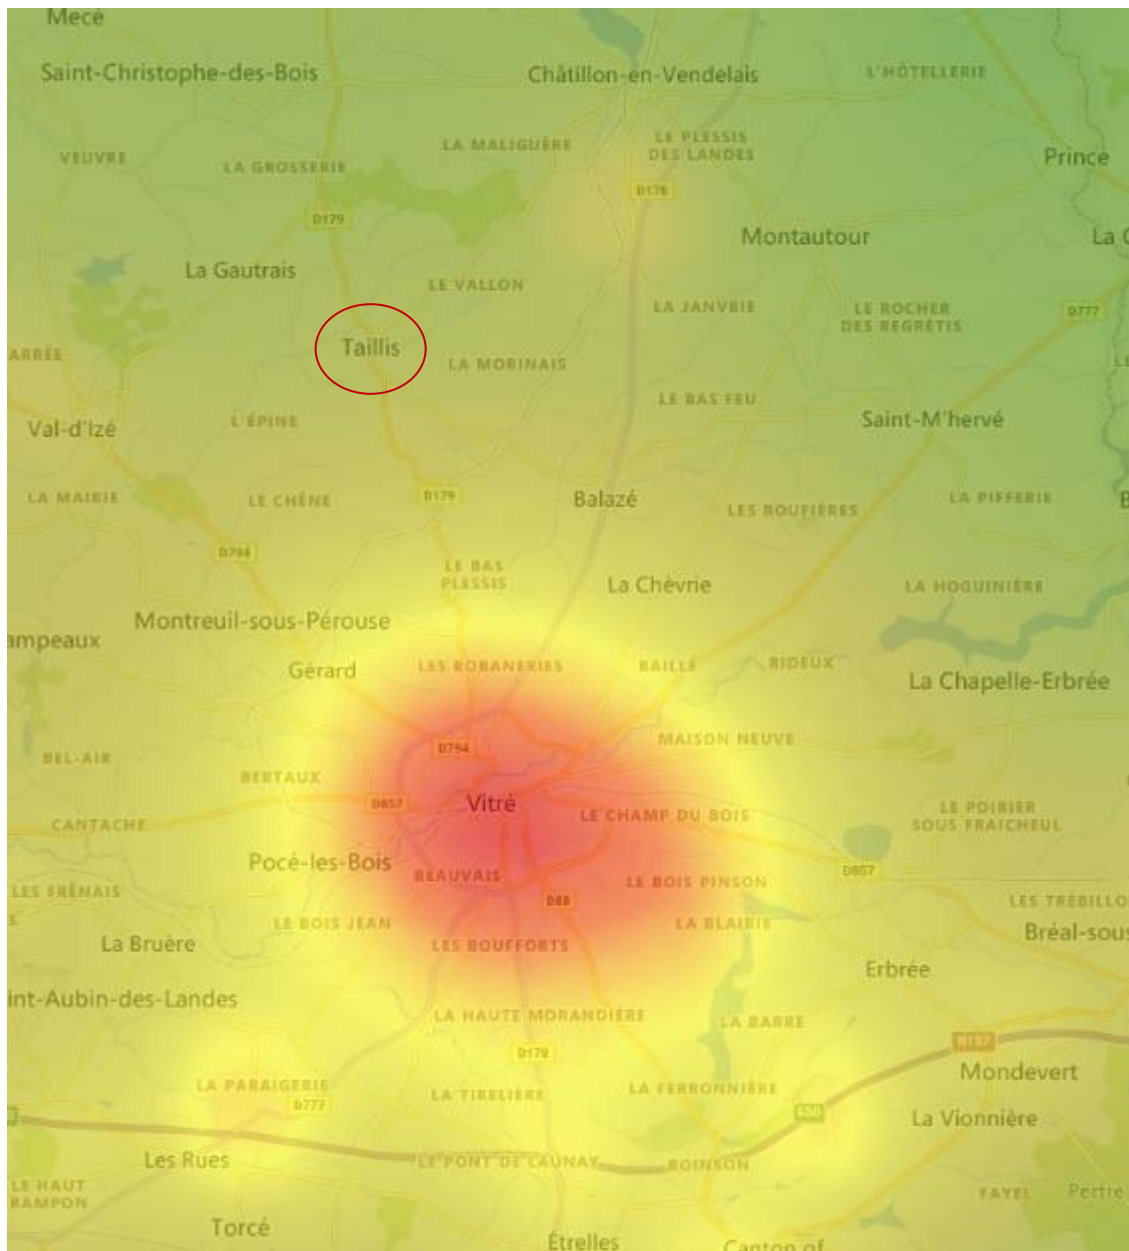 Mecé
Saint-Christophe-des-Bois
Châtillon-en-Vendelais
L'HÔTELLERIE
LE PLESSIS
DES LANDES
LA MALIGUÈRE
VEUVRE
LA GROSSERIE
Prince
D178
D179
Montautour
La C
La Gautrais
LE VALLON
LA JANVRIE
LE ROCHER
DES REGRÉTIS
D777
ARRÉE
Taillis
LA MORINAIS
LE BAS FEU
Val-d'Izé
L'ÉPINE
Saint-M'hervé
LA MAIRIE
LE CHÊNE
D179
Balazé
LES BOUFIÈRES
LA PIFFERIE
D794
LE BAS
PLESSIS
La Chévrie
LA HOGUINIÈRE
Montreuil-sous-Pérouse
ampeaux
Gérard
LES ROBANERIES
BAILLÉ
RIDEUX
La Chapelle-Erbrée
BEL-AIR
D794
MAISON NEUVE
BERTAUX
D857
Vitré
LE CHAMP DU BOIS
LE POIRIER
SOUS FRAICHEUL
CANTACHE
Pocé-les-Bois
BEAUVAIS
LE BOIS PINSON
D857
LES FRÊNAIS
D88
LES TRÉBILLO
LE BOIS JEAN
LA BLAIRIE
Bréal-sous
La Bruère
LES BOUFFORTS
Erbrée
int-Aubin-des-Landes
LA HAUTE MORANDIÈRE
LA BARRE
D178
N157
LA PARAIGERIE
LA TIRELIÈRE
LA FERRONNIÈRE
Mondevert
D777
E50
La Vionnière
Les Rues
LE PONT DE CAUNAY
BOINSON
LE HAUT
RAMPON
FAYEL
Pertre
Torcé
Étrelles
Canton of